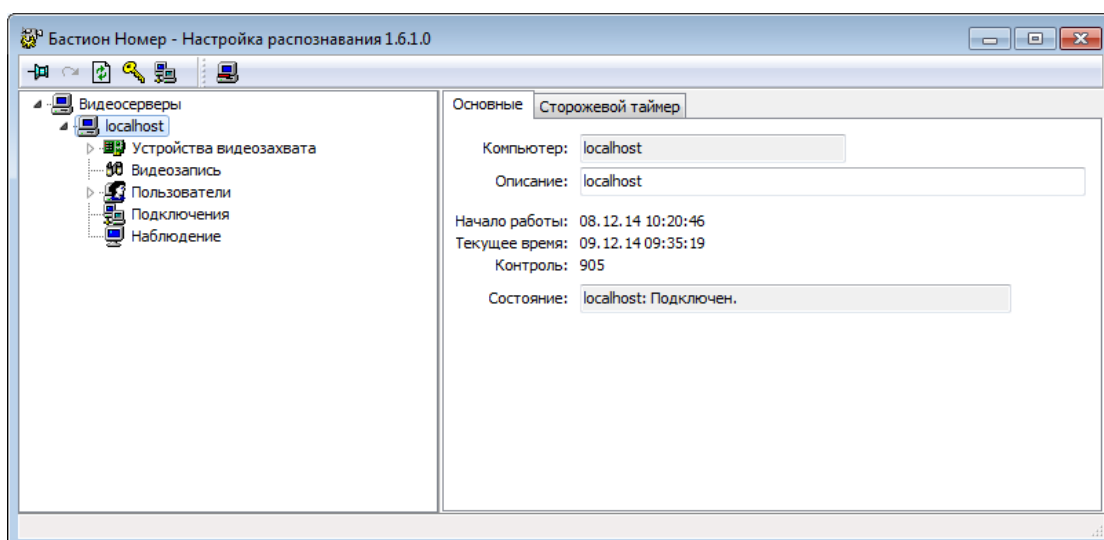 Бастион Номер - Настройка распознавания 1.6.1.0
Видеосерверы
localhost
Устройства видеозахвата
Видеозапись
Пользователи
Подключения
Наблюдение
Основные
Сторожевой таймер
Компьютер: localhost
Описание: localhost
Начало работы: 08.12.14 10:20:46
Текущее время: 09.12.14 09:35:19
Контроль: 905
Состояние: localhost: Подключен.